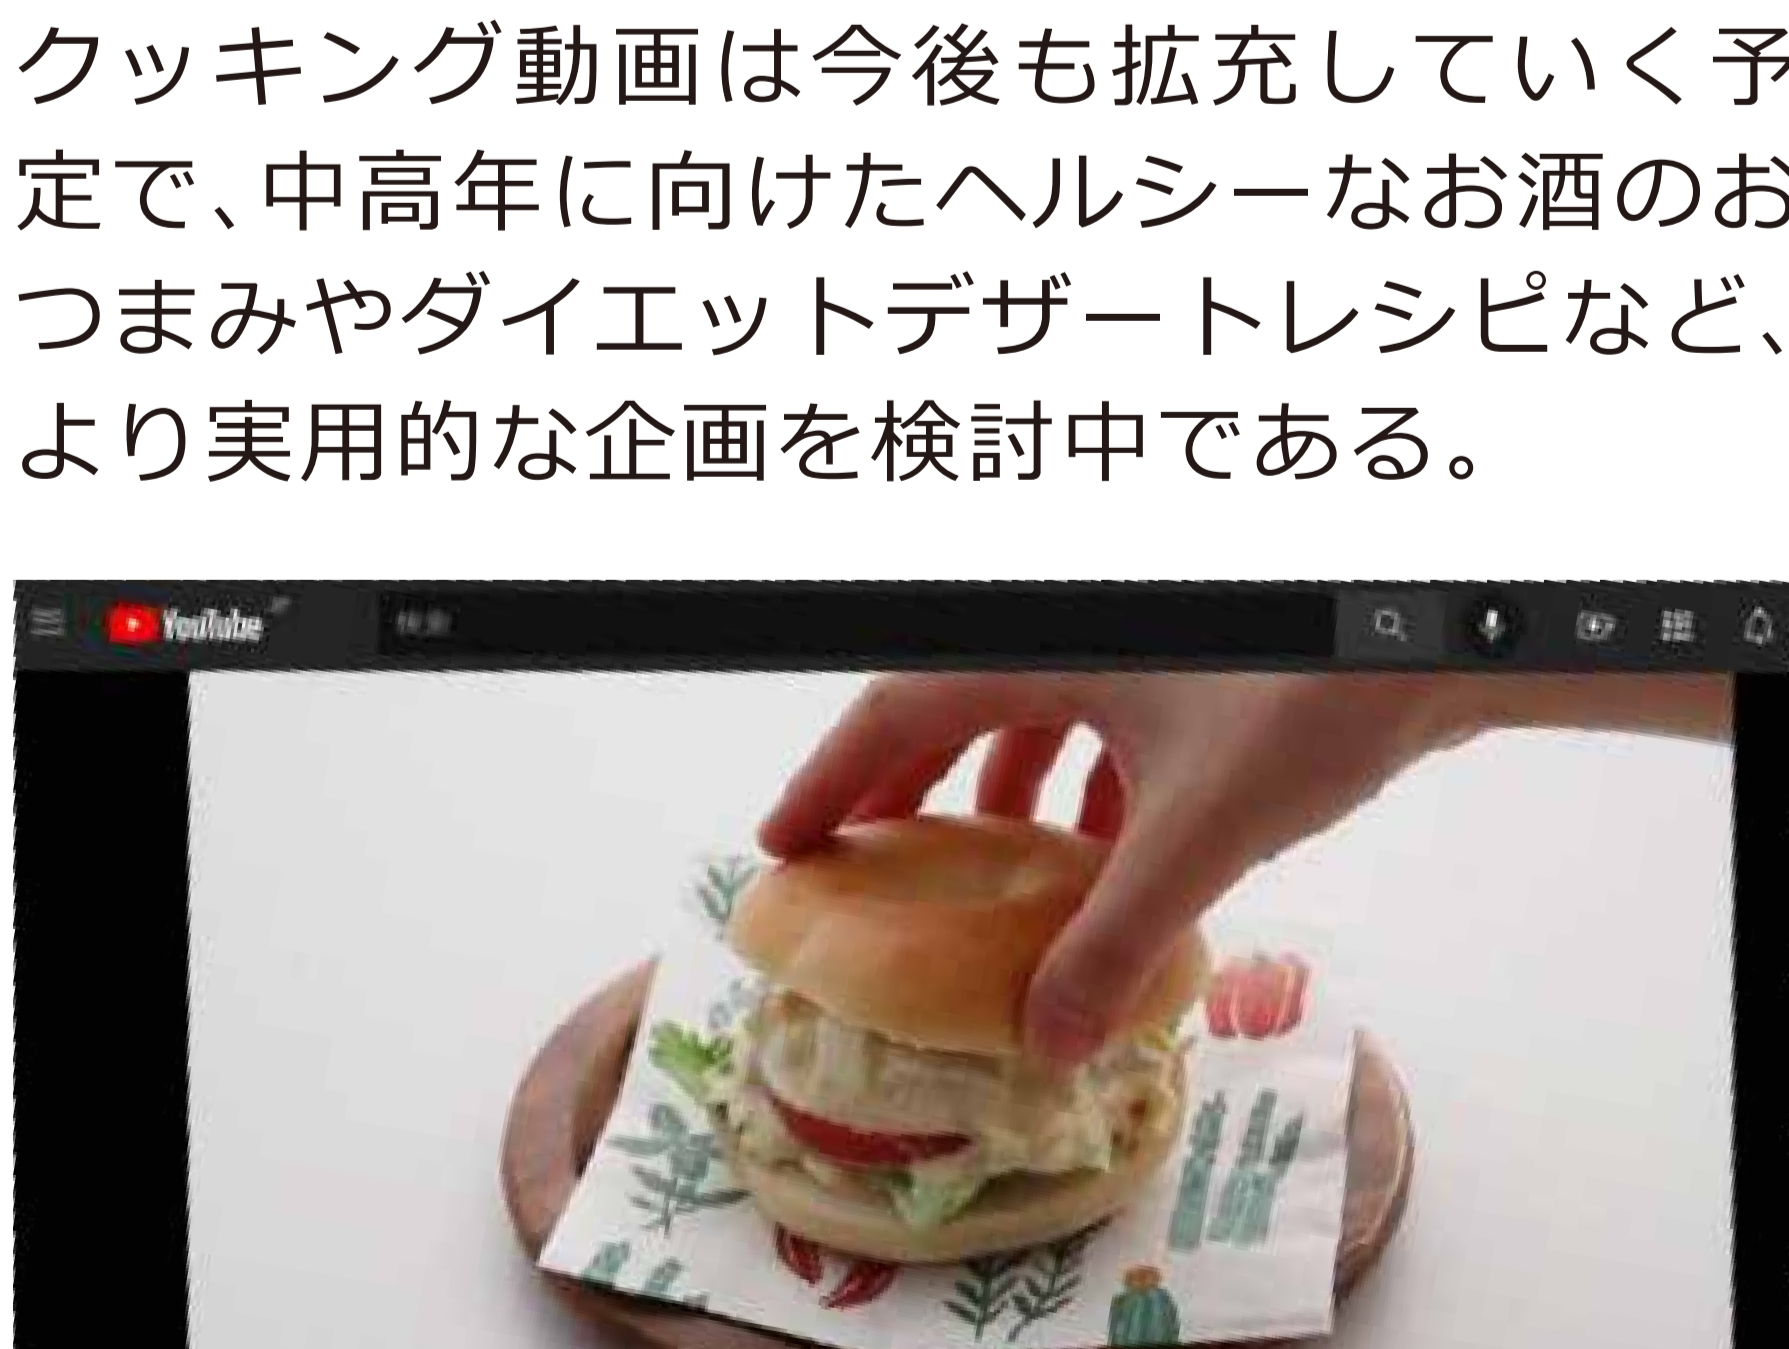 クッキング動画は今後も拡充していく予
定で、中高年に向けたヘルシーなお酒のお
つまみやダイエットデザートレシピなど、
より実用的な企画を検討中である。
YouTube